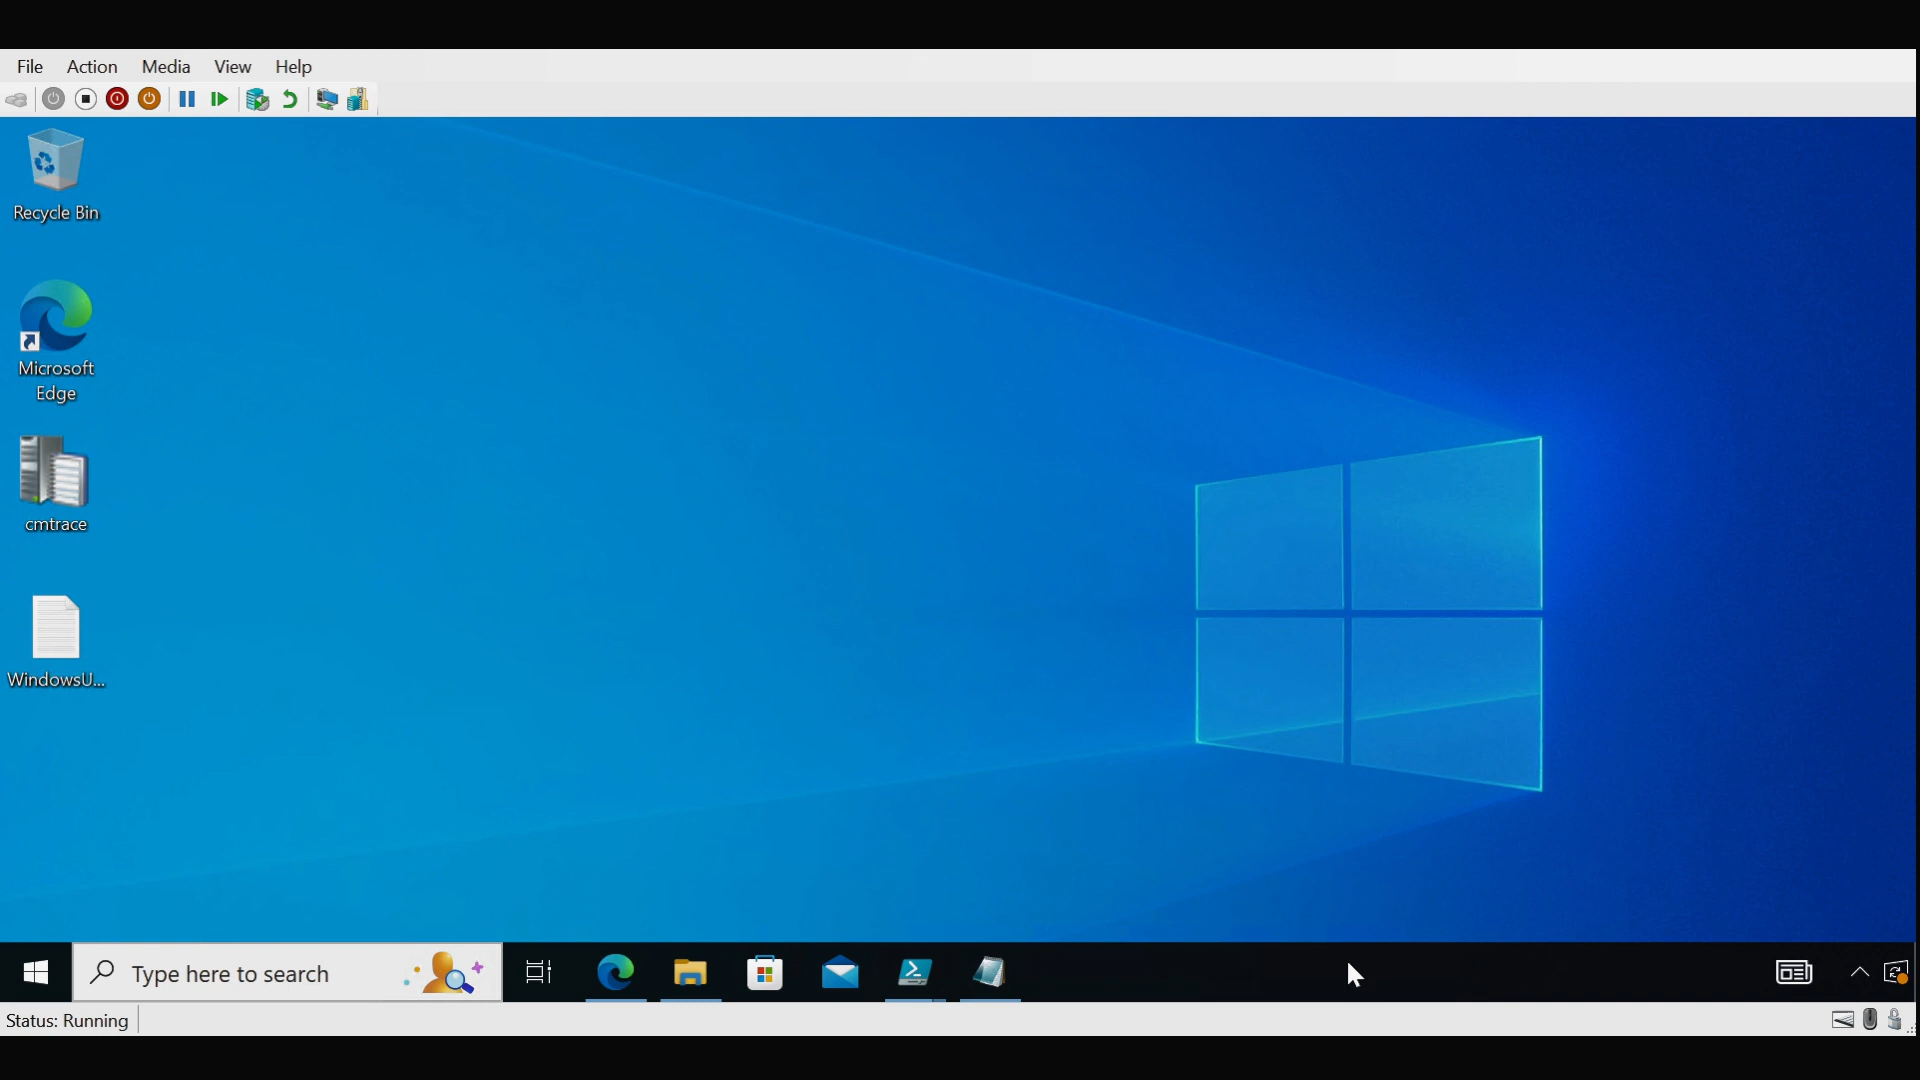 File Action Media View Help
Recycle Bin
Microsoft
Edge
cmtrace
WindowsU...
Type here to search
Status: Running